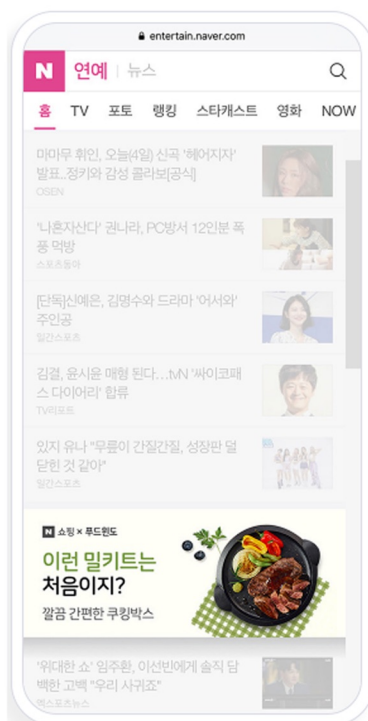 entertain.naver.com
N 연예 뉴스
홈 TV 포토 랭킹 스타캐스트 영화 NOW
마마무 휘인, 오늘(4일) 신곡 '헤어지자'
발표..정키와 감성 콜라보[공식]
OSEN
'나혼자산다' 권나라, PC방서 12인분 폭
풍 먹방
스포츠동아
[단독]신예은, 김명수와 드라마 '어서와'
주인공
일간스포츠
김결, 윤시윤 매형 된다…tvN '싸이코패
스 다이어리' 합류
TV리포트
있지 유나 "무릎이 간질간질, 성장판 덜
닫힌 것 같아"
일간스포츠
N 쇼핑 × 푸드윈도
이런 밀키트는
처음이지?
깔끔 간편한 쿠킹박스
'위대한 쇼' 임주환, 이선빈에게 솔직 담
백한 고백 "우리 사귀죠"
엑스포츠뉴스